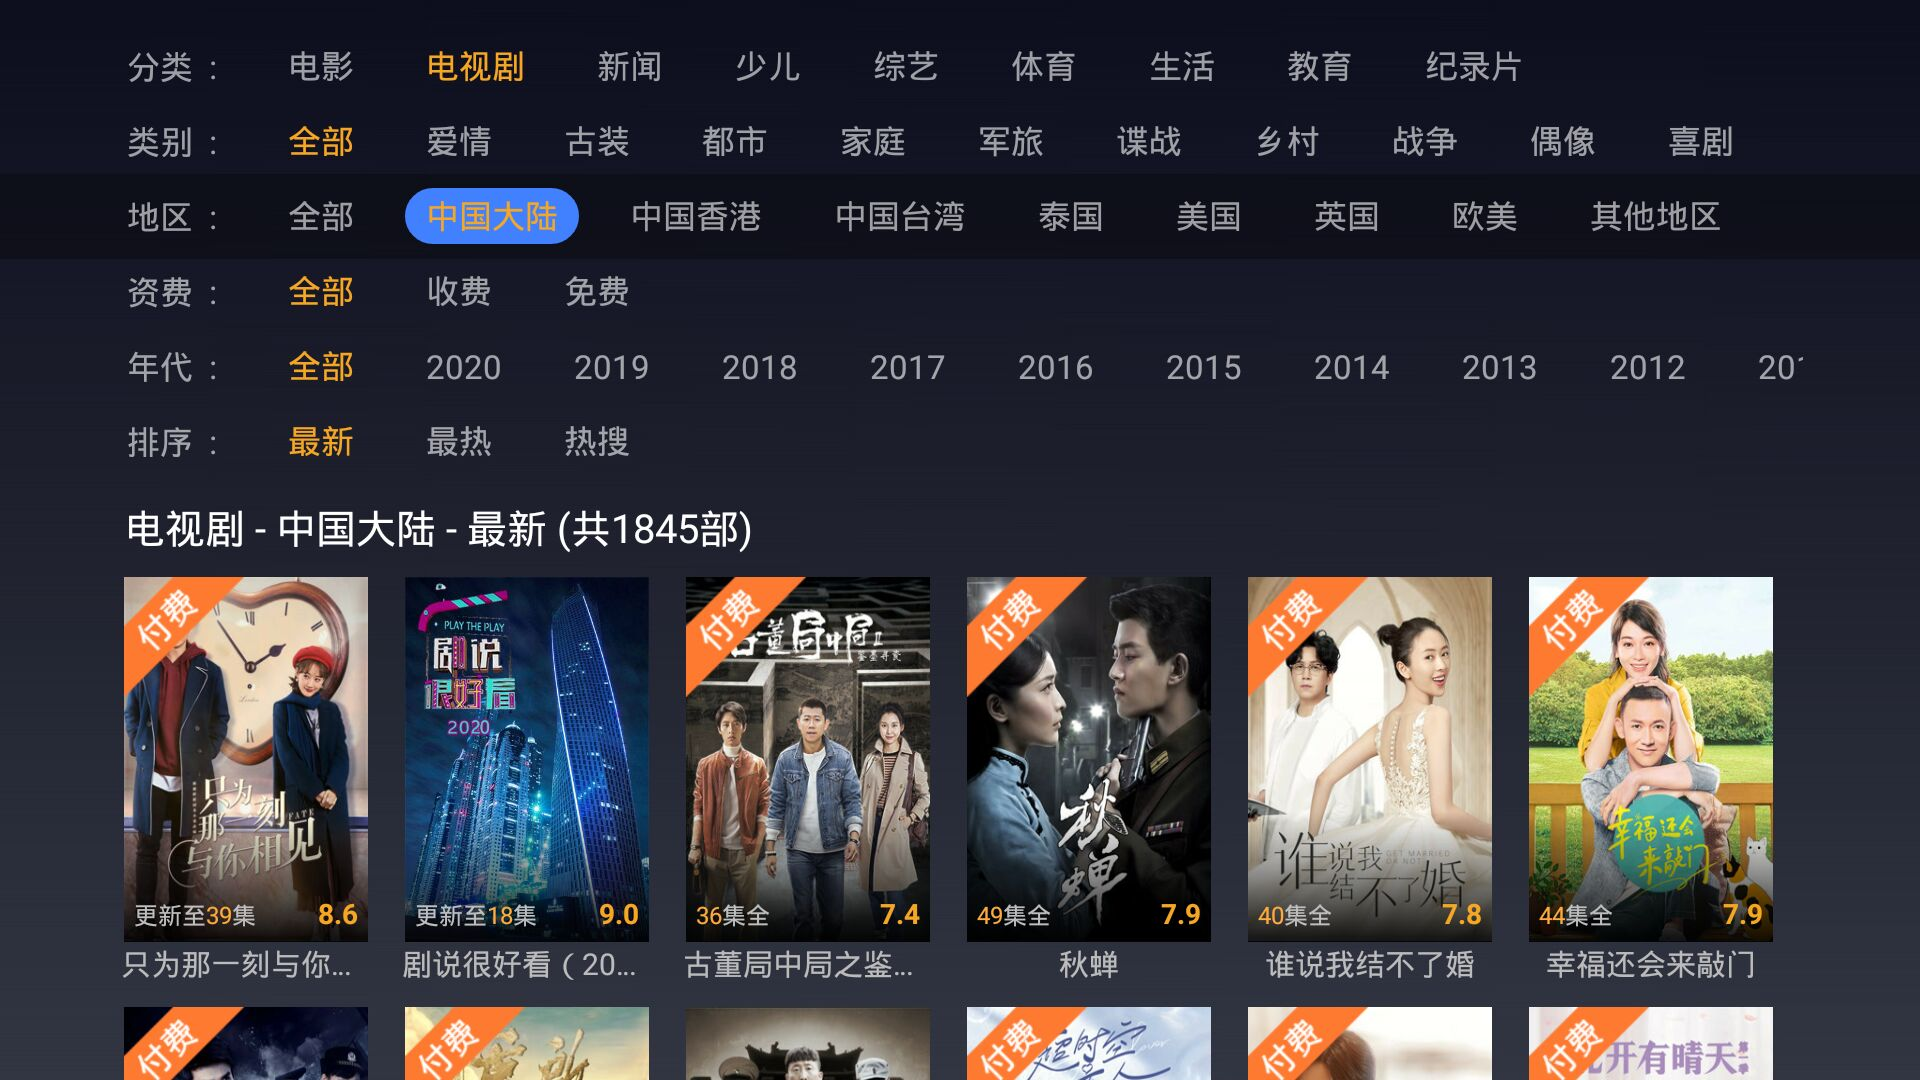 分类： 电影 电视剧 新闻 少儿 综艺 体育 生活 教育 纪录片
类别： 全部 爱情 古装 都市 家庭 军旅 谍战 乡村 战争 偶像 喜剧
地区： 全部 中国大陆 中国香港 中国台湾 泰国 美国 英国 欧美 其他地区
资费： 全部 收费 免费
年代： 全部 2020 2019 2018 2017 2016 2015 2014 2013 2012 201
排序： 最新 最热 热搜
电视剧 - 中国大陆 - 最新 (共1845部)
付费
只为
那一刻
与你相见
FATE
更新至39集 8.6
只为那一刻与你...
PLAY THE PLAY
剧说
很好看
2020
更新至18集 9.0
剧说很好看（20...
付费
古董局中局II
36集全 7.4
古董局中局之鉴...
付费
秋蝉
49集全 7.9
秋蝉
付费
谁说我
结不了婚
GET MARRIED
OR NOT
40集全 7.8
谁说我结不了婚
付费
幸福还会
来敲门
44集全 7.9
幸福还会来敲门
付费
付费
付费
超时空
付费
付费
开有晴天